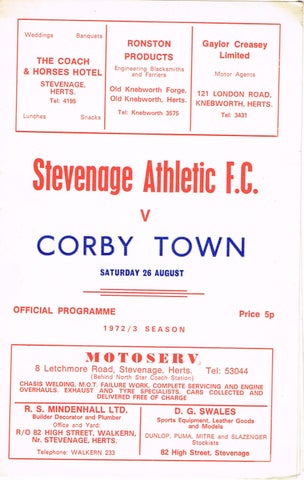 Weddings Banquets
THE COACH
& HORSES HOTEL
STEVENAGE,
HERTS.
Tel: 4195
Lunches Snacks
RONSTON
PRODUCTS
Engineering Blacksmiths
and Farriers
Old Knebworth Forge,
Old Knebworth, Herts.
Tel: Knebworth 3575
Gaylor Creasey
Limited
Motor Agents
121 LONDON ROAD,
KNEBWORTH, HERTS.
Tel: 3431
Stevenage Athletic F.C.
V
CORBY TOWN
SATURDAY 26 AUGUST
OFFICIAL PROGRAMME Price 5p
1972/3 SEASON
MOTOSERV
8 Letchmore Road, Stevenage, Herts. Tel: 53044
(Behind North Star Coach Station)
CHASIS WELDING, M.O.T. FAILURE WORK, COMPLETE SERVICING AND ENGINE
OVERHAULS. EXHAUST AND TYRE SPECIALISTS. CARS COLLECTED AND
DELIVERED FREE OF CHARGE
R. S. MINDENHALL LTD.
Builder Decorator and Plumber
Office and Yard:
R/O 82 HIGH STREET, WALKERN,
Nr. STEVENAGE, HERTS.
Telephone: WALKERN 233
D. G. SWALES
Sports Equipment, Leather Goods
and Models
DUNLOP, PUMA, MITRE and SLAZENGER
Stockists
82 HIGH STREET, STEVENAGE